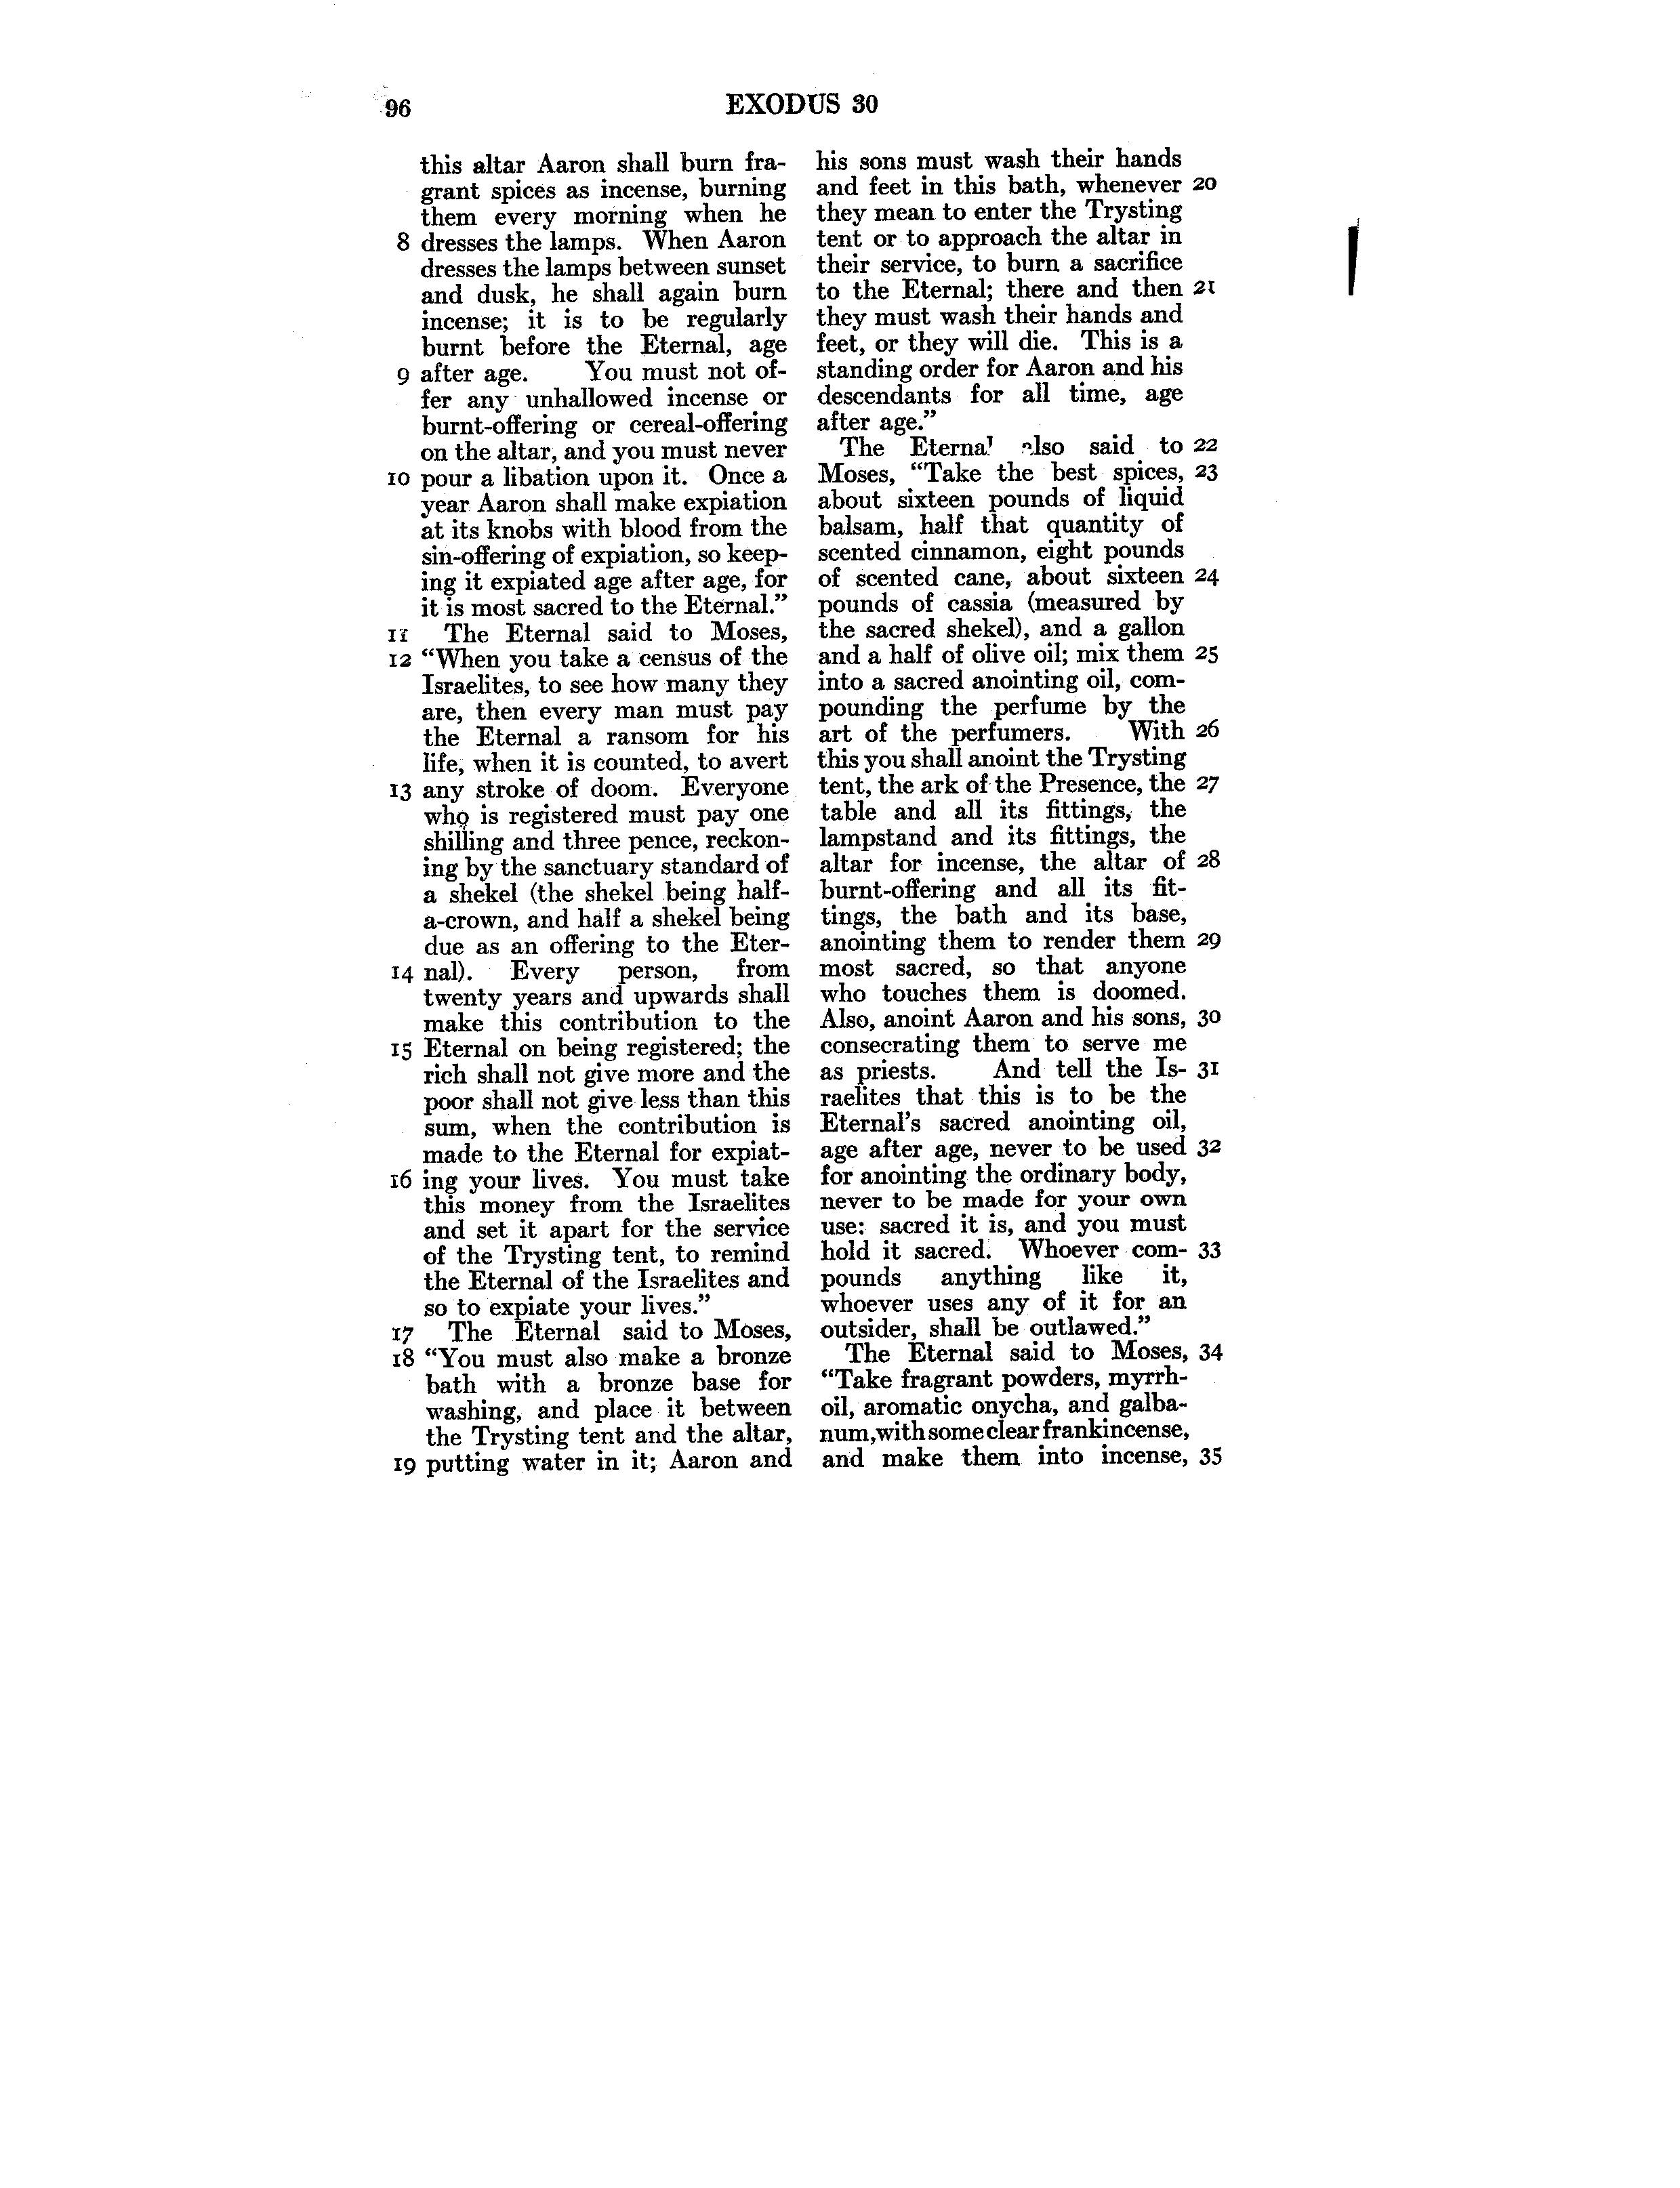 96
EXODUS 30
this altar Aaron shall burn fra-
grant spices as incense, burning
them every morning when he
8 dresses the lamps. When Aaron
dresses the lamps between sunset
and dusk, he shall again burn
incense; it is to be regularly
burnt before the Eternal, age
9 after age. You must not of-
fer any unhallowed incense or
burnt-offering or cereal-offering
on the altar, and you must never
10 pour a libation upon it. Once a
year Aaron shall make expiation
at its knobs with blood from the
sin-offering of expiation, so keep-
ing it expiated age after age, for
it is most sacred to the Eternal.”
11 The Eternal said to Moses,
12 “When you take a census of the
Israelites, to see how many they
are, then every man must pay
the Eternal a ransom for his
life, when it is counted, to avert
13 any stroke of doom. Everyone
who is registered must pay one
shilling and three pence, reckon-
ing by the sanctuary standard of
a shekel (the shekel being half-
a-crown, and half a shekel being
due as an offering to the Eter-
14 nal). Every person, from
twenty years and upwards shall
make this contribution to the
15 Eternal on being registered; the
rich shall not give more and the
poor shall not give less than this
sum, when the contribution is
made to the Eternal for expiat-
16 ing your lives. You must take
this money from the Israelites
and set it apart for the service
of the Trysting tent, to remind
the Eternal of the Israelites and
so to expiate your lives.”
17 The Eternal said to Moses,
18 “You must also make a bronze
bath with a bronze base for
washing, and place it between
the Trysting tent and the altar,
19 putting water in it; Aaron and
his sons must wash their hands
and feet in this bath, whenever 20
they mean to enter the Trysting
tent or to approach the altar in
their service, to burn a sacrifice
to the Eternal; there and then 21
they must wash their hands and
feet, or they will die. This is a
standing order for Aaron and his
descendants for all time, age
after age.”
The Eternal also said to 22
Moses, “Take the best spices, 23
about sixteen pounds of liquid
balsam, half that quantity of
scented cinnamon, eight pounds
of scented cane, about sixteen 24
pounds of cassia (measured by
the sacred shekel), and a gallon
and a half of olive oil; mix them 25
into a sacred anointing oil, com-
pounding the perfume by the
art of the perfumers. With 26
this you shall anoint the Trysting
tent, the ark of the Presence, the 27
table and all its fittings, the
lampstand and its fittings, the
altar for incense, the altar of 28
burnt-offering and all its fit-
tings, the bath and its base,
anointing them to render them 29
most sacred, so that anyone
who touches them is doomed.
Also, anoint Aaron and his sons, 30
consecrating them to serve me
as priests. And tell the Is- 31
raelites that this is to be the
Eternal’s sacred anointing oil,
age after age, never to be used 32
for anointing the ordinary body,
never to be made for your own
use: sacred it is, and you must
hold it sacred. Whoever com- 33
pounds anything like it,
whoever uses any of it for an
outsider, shall be outlawed.”
The Eternal said to Moses, 34
“Take fragrant powders, myrrh-
oil, aromatic onycha, and galba-
num, with some clear frankincense,
and make them into incense, 35